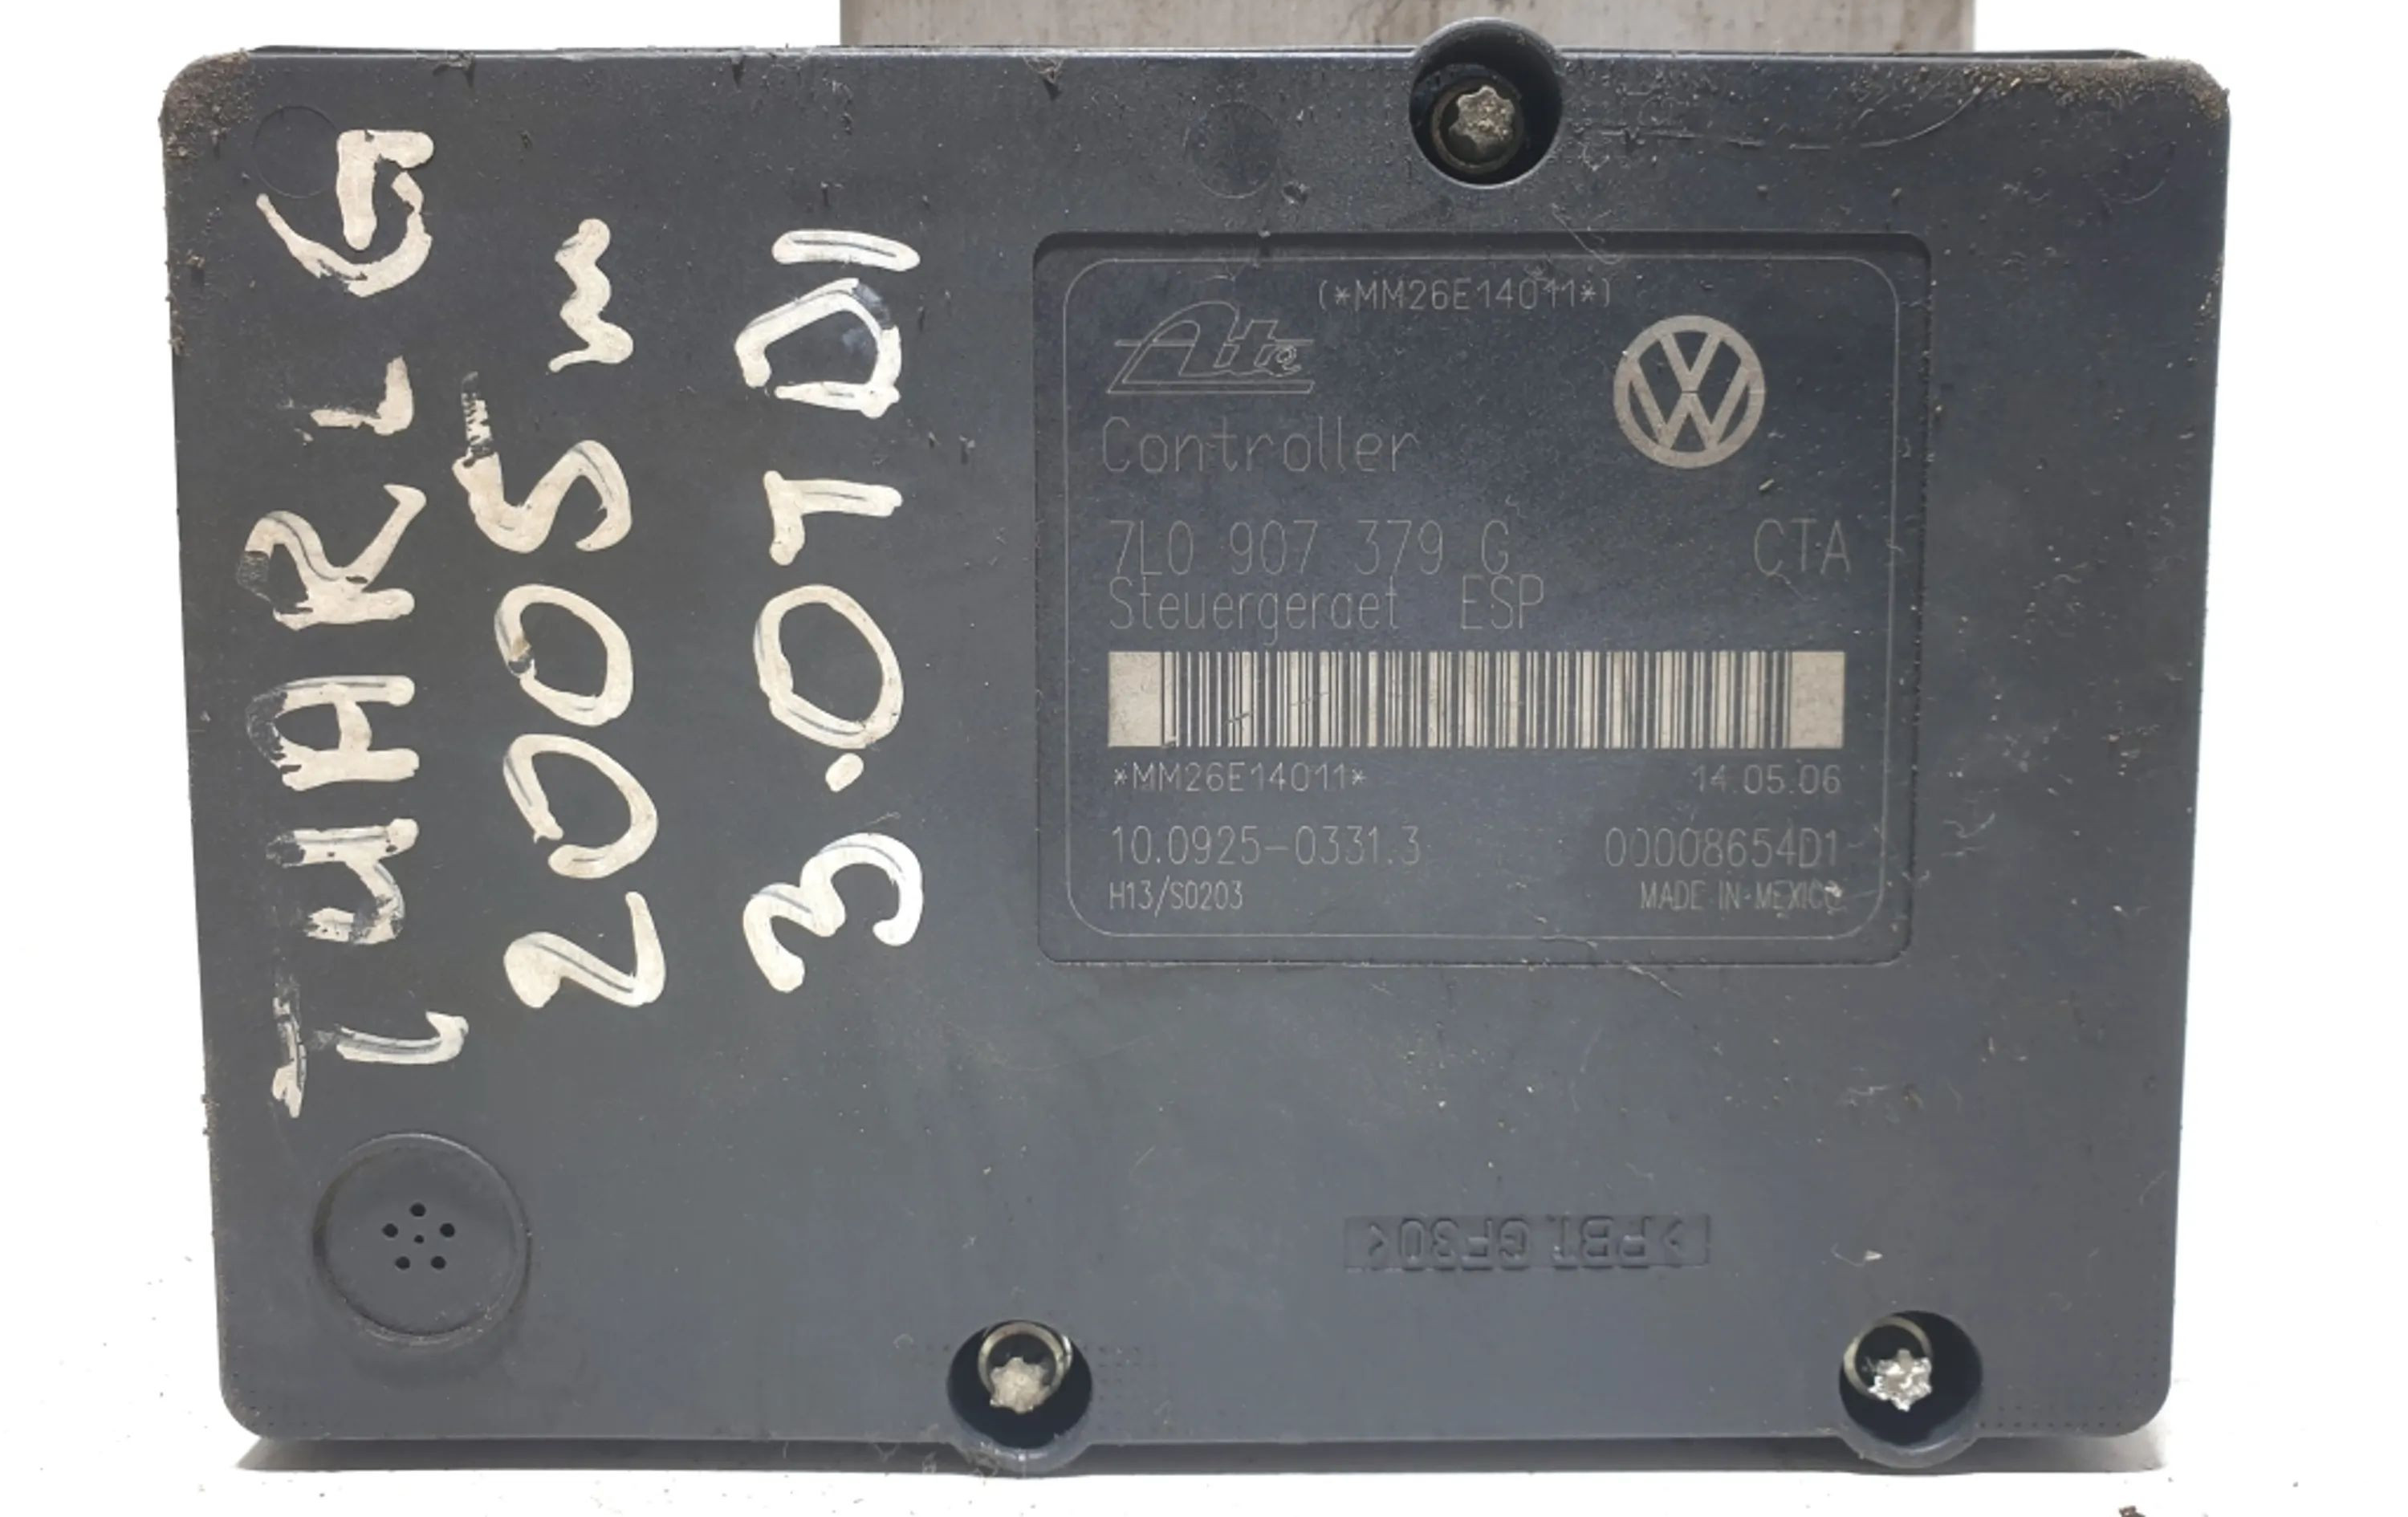 TUHRLG
2005 m
3.0TDI
(*MM26E14011*)
Ate
Controller
7L0 907 379 G CTA
Steuergeraet ESP
*MM26E14011* 14.05.06
10.0925-0331.3 00008654D1
H13/S0203 MADE IN MEXICO
>PBT GF30<